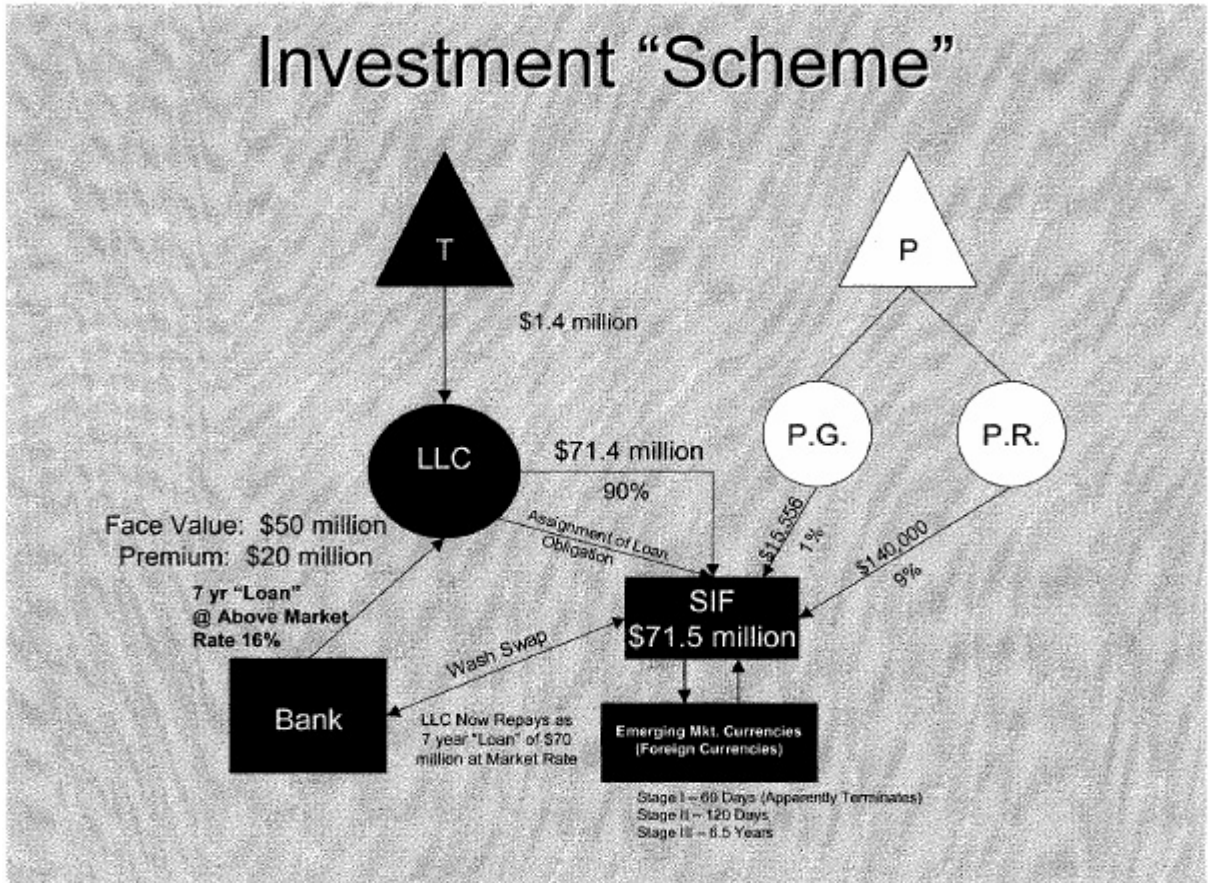 Investment “Scheme”
T
P
$1.4 million
P.G.
P.R.
LLC
$71.4 million
90%
Face Value: $50 million
Premium: $20 million
Assignment of Loan
Obligation
$15,556
1%
$140,000
9%
7 yr “Loan”
@ Above Market
Rate 16%
SIF
$71.5 million
Wash Swap
Bank
LLC Now Repays as
7 year “Loan” of $70
million at Market Rate
Emerging Mkt. Currencies
(Foreign Currencies)
Stage I – 60 Days (Apparently Terminates)
Stage II – 120 Days
Stage III – 6.5 Years